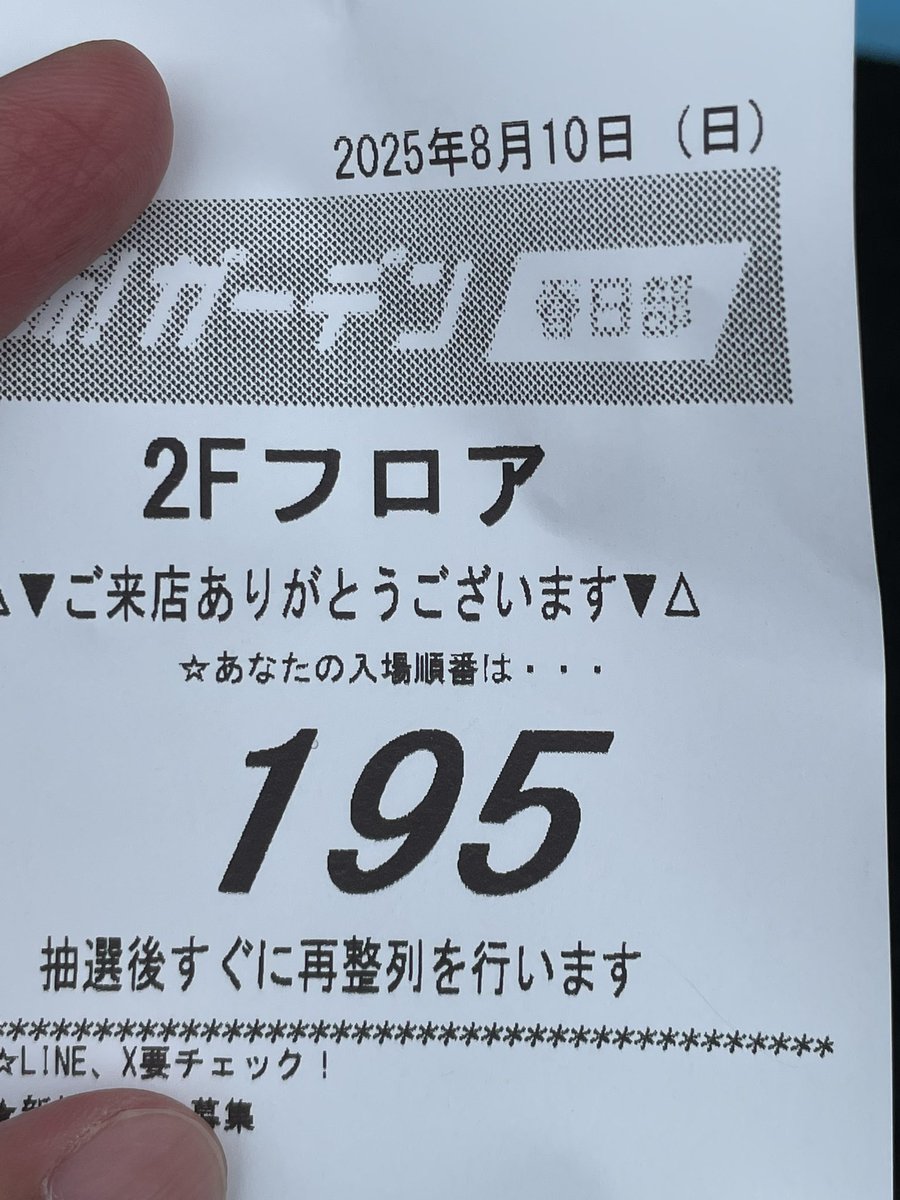 2025年8月10日（日）
ガーデン 春日部
2Fフロア
△▼ご来店ありがとうございます▼△
☆あなたの入場順番は・・・
195
抽選後すぐに再整列を行います
***********************************
☆LINE、X要チェック！
募集